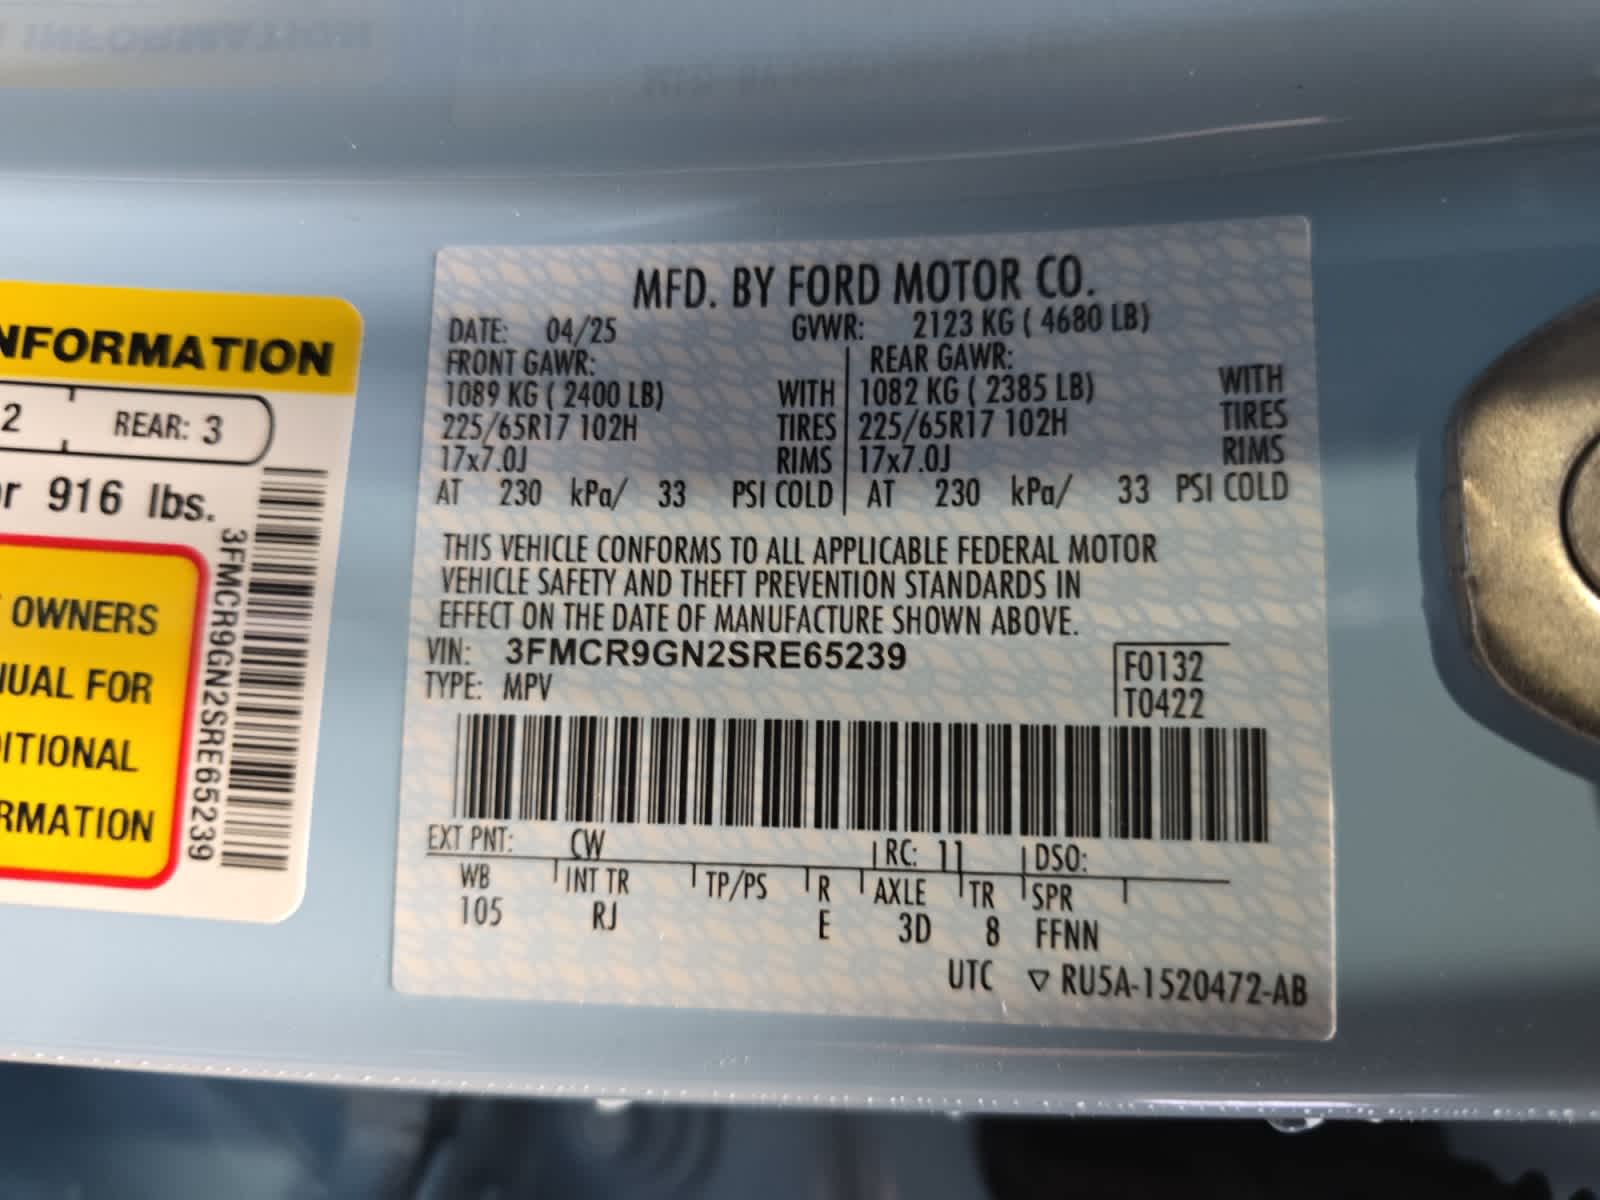 NFORMATION
2 REAR: 3
r 916 lbs.
OWNERS
UAL FOR
ITIONAL
RMATION
3FMCR9GN2SRE65239
MFD. BY FORD MOTOR CO.
DATE: 04/25 GVWR: 2123 KG ( 4680 LB)
FRONT GAWR: REAR GAWR:
1089 KG ( 2400 LB) WITH 1082 KG ( 2385 LB) WITH
225/65R17 102H TIRES 225/65R17 102H TIRES
17x7.0J RIMS 17x7.0J RIMS
AT 230 kPa/ 33 PSI COLD AT 230 kPa/ 33 PSI COLD
THIS VEHICLE CONFORMS TO ALL APPLICABLE FEDERAL MOTOR
VEHICLE SAFETY AND THEFT PREVENTION STANDARDS IN
EFFECT ON THE DATE OF MANUFACTURE SHOWN ABOVE.
VIN: 3FMCR9GN2SRE65239 F0132
TYPE: MPV T0422
EXT PNT: CW RC: 11 DSO:
WB INT TR TP/PS R AXLE TR SPR
105 RJ E 3D 8 FFNN
UTC ▽ RU5A-1520472-AB